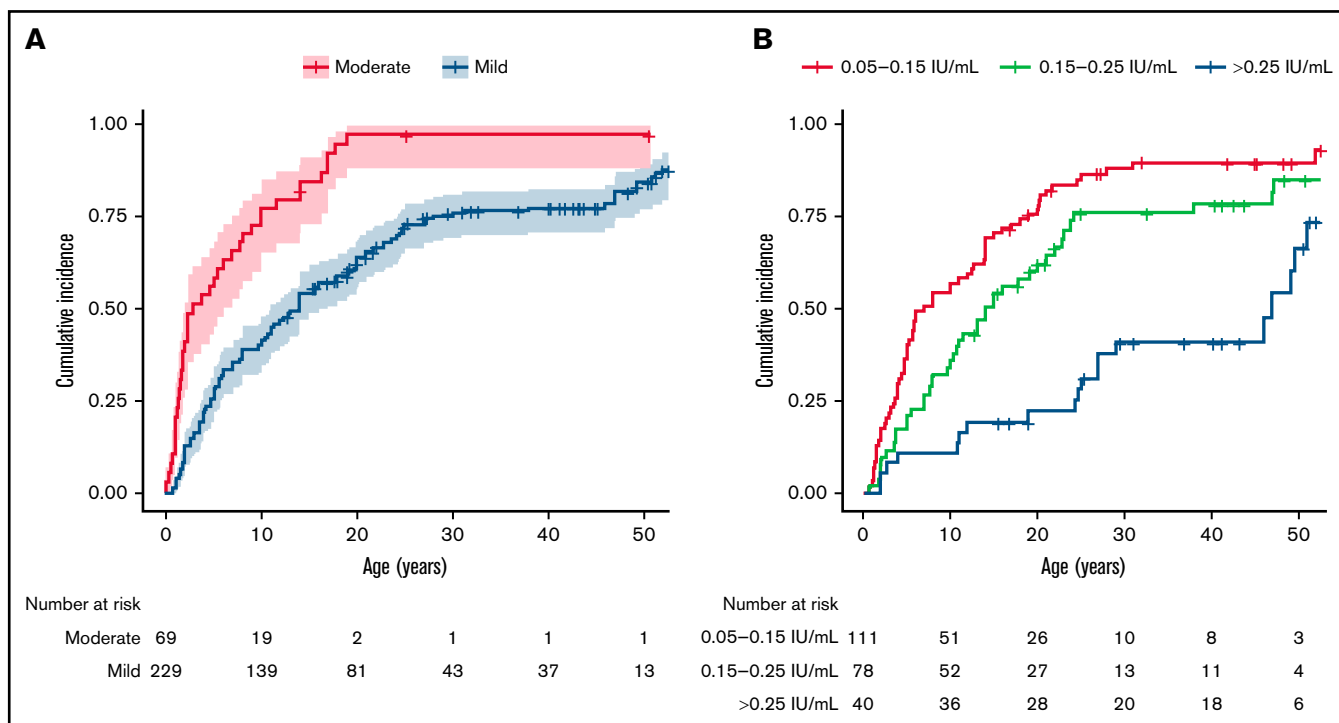 A
Moderate Mild
1.00
0.75
0.50
0.25
0.00
Cumulative incidence
0 10 20 30 40 50
Age (years)
Number at risk
Moderate 69 19 2 1 1 1
Mild 229 139 81 43 37 13
B
0.05–0.15 IU/mL 0.15–0.25 IU/mL >0.25 IU/mL
1.00
0.75
0.50
0.25
0.00
Cumulative incidence
0 10 20 30 40 50
Age (years)
Number at risk
0.05–0.15 IU/mL 111 51 26 10 8 3
0.15–0.25 IU/mL 78 52 27 13 11 4
>0.25 IU/mL 40 36 28 20 18 6